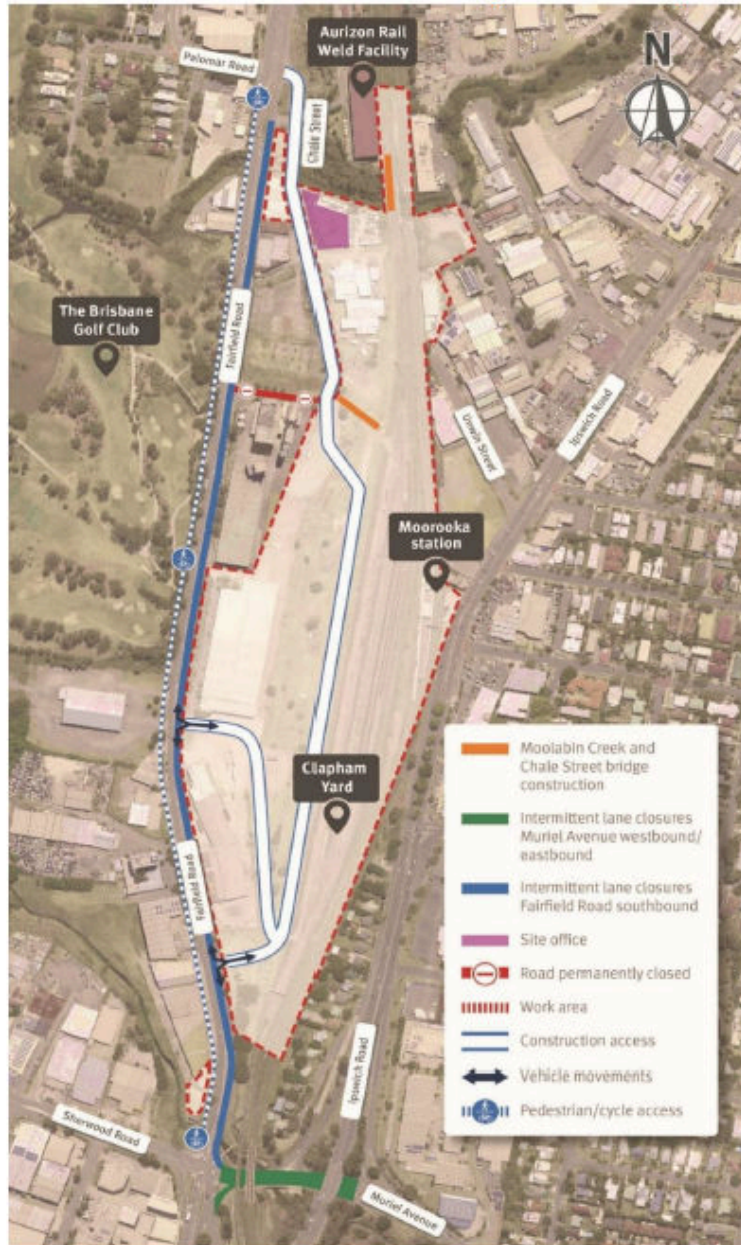 Aurizon Rail
Weld Facility
N
Palomar Road
Chale Street
The Brisbane
Golf Club
Fairfield Road
Unwin Street
Ipswich Road
Moorooka
station
Clapham
Yard
Fairfield Road
Ipswich Road
Sherwood Road
Muriel Avenue
Moolabin Creek and
Chale Street bridge
construction
Intermittent lane closures
Muriel Avenue westbound/
eastbound
Intermittent lane closures
Fairfield Road southbound
Site office
Road permanently closed
Work area
Construction access
Vehicle movements
Pedestrian/cycle access